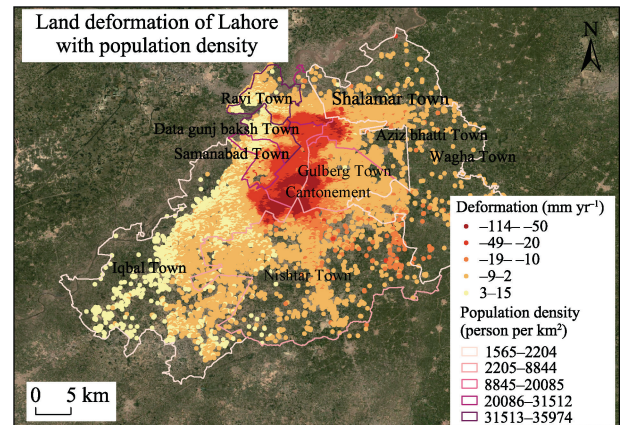 Land deformation of Lahore
with population density
N
Ravi Town
Shalamar Town
Data gunj baksh Town
Aziz bhatti Town
Samanabad Town
Wagha Town
Gulberg Town
Cantonement
Iqbal Town
Nishtar Town
Deformation (mm yr⁻¹)
−114− −50
−49− −20
−19− −10
−9−2
3−15
Population density
(person per km²)
1565−2204
2205−8844
8845−20085
20086−31512
31513−35974
0 5 km